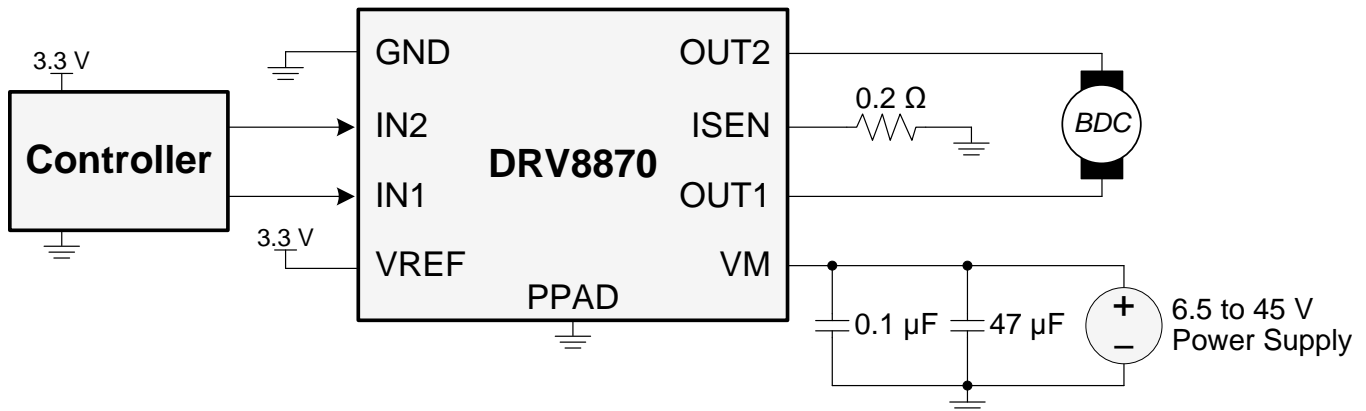 3.3 V
Controller
GND
IN2
IN1
3.3 V
VREF
DRV8870
PPAD
OUT2
ISEN
OUT1
VM
0.2 Ω
BDC
0.1 µF
47 µF
+
–
6.5 to 45 V
Power Supply